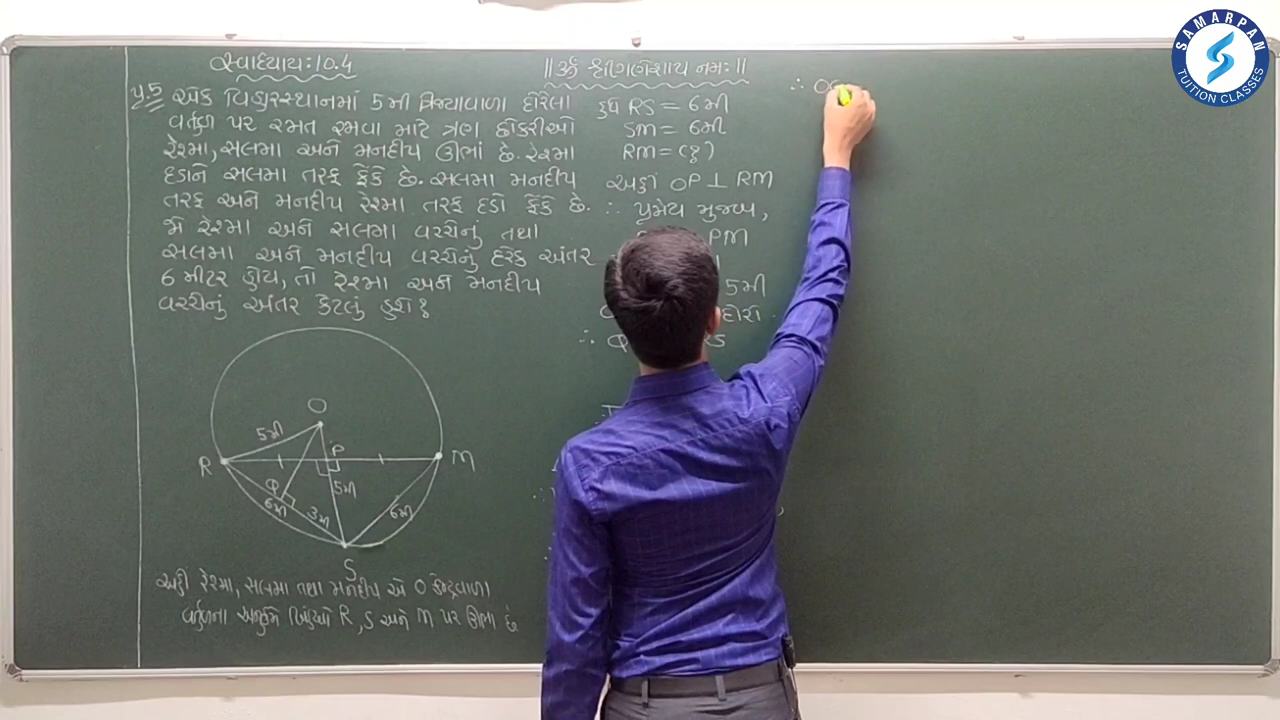 સ્વાધ્યાય:10.4
||ૐ શ્રી ગણેશાય નમઃ||
પ્ર.5 એક વિહારસ્થાનમાં 5મી ત્રિજ્યાવાળા દોરેલા
વર્તુળ પર રમત રમવા માટે ત્રણ છોકરીઓ
રેશ્મા, સલમા અને મનદીપ ઊભાં છે. રેશ્મા
દડાને સલમા તરફ ફેંકે છે. સલમા મનદીપ
તરફ અને મનદીપ રેશ્મા તરફ દડો ફેંકે છે.
જો રેશ્મા અને સલમા વચ્ચેનું તથા
સલમા અને મનદીપ વચ્ચેનું દરેક અંતર
6 મીટર હોય, તો રેશ્મા અને મનદીપ
વચ્ચેનું અંતર કેટલું હશે?
O
5મી
P
R
M
Q
5મી
6મી
3મી
6મી
S
અહીં રેશ્મા, સલમા તથા મનદીપ એ O કેન્દ્રવાળા
વર્તુળના અનુક્રમે બિંદુઓ R, S અને M પર ઊભા છે
RS = 6મી
SM = 6મી
RM = (?)
અહીં OP ⊥ RM
∴ પ્રમેય મુજબ,
PM
5મી
દોરો.
∴
RS
∴
SAMARPAN
TUITION CLASSES